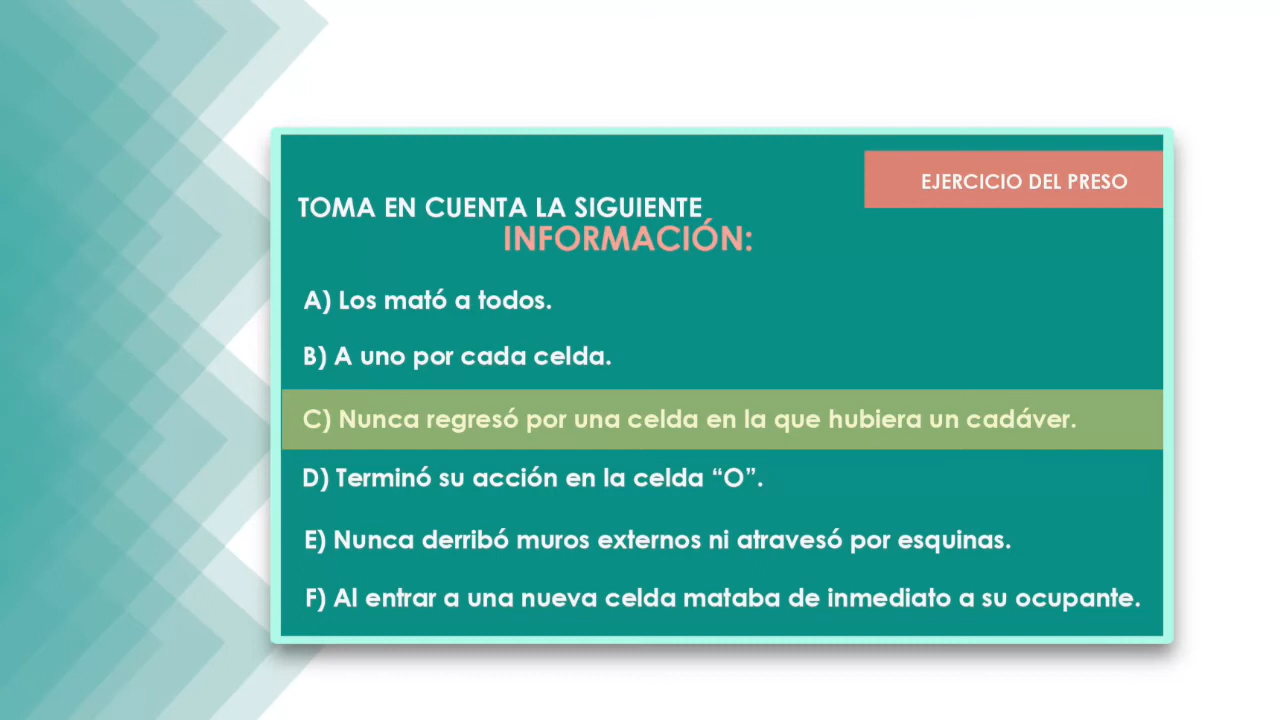 EJERCICIO DEL PRESO
TOMA EN CUENTA LA SIGUIENTE
INFORMACIÓN:
A) Los mató a todos.
B) A uno por cada celda.
C) Nunca regresó por una celda en la que hubiera un cadáver.
D) Terminó su acción en la celda “O”.
E) Nunca derribó muros externos ni atravesó por esquinas.
F) Al entrar a una nueva celda mataba de inmediato a su ocupante.